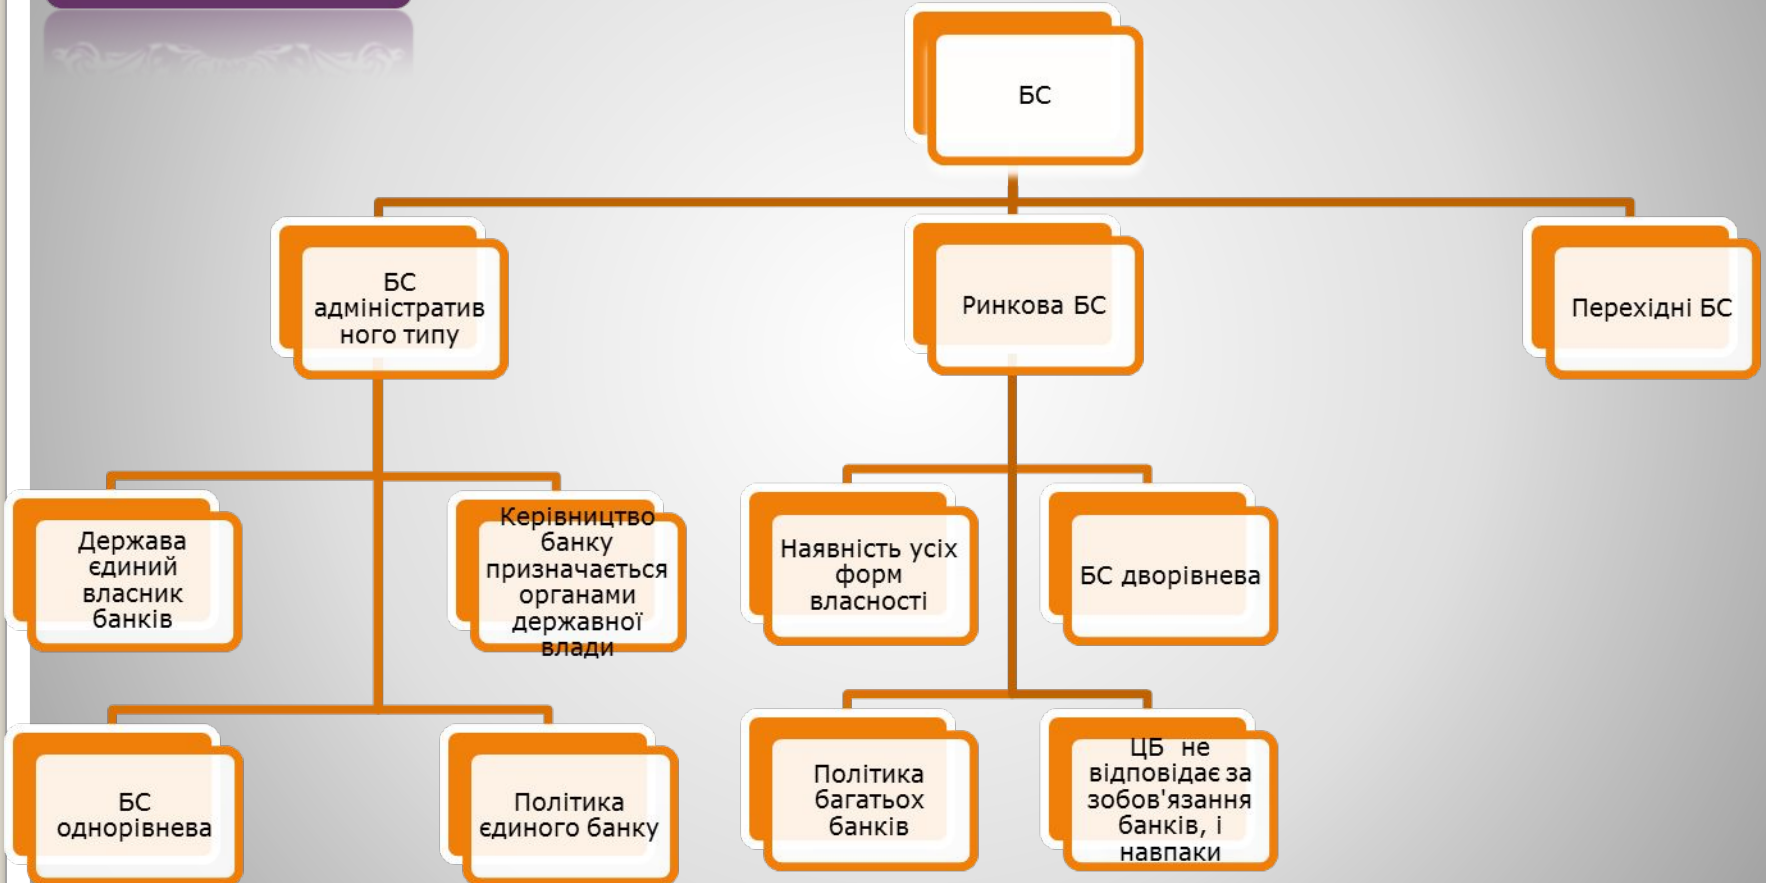 БС
БС
адміністратив
ного типу
Ринкова БС
Перехідні БС
Держава
єдиний
власник
банків
Керівництво
банку
призначається
органами
державної
влади
Наявність усіх
форм
власності
БС дворівнева
БС
однорівнева
Політика
єдиного банку
Політика
багатьох
банків
ЦБ  не
відповідає за
зобов'язання
банків, і
навпаки